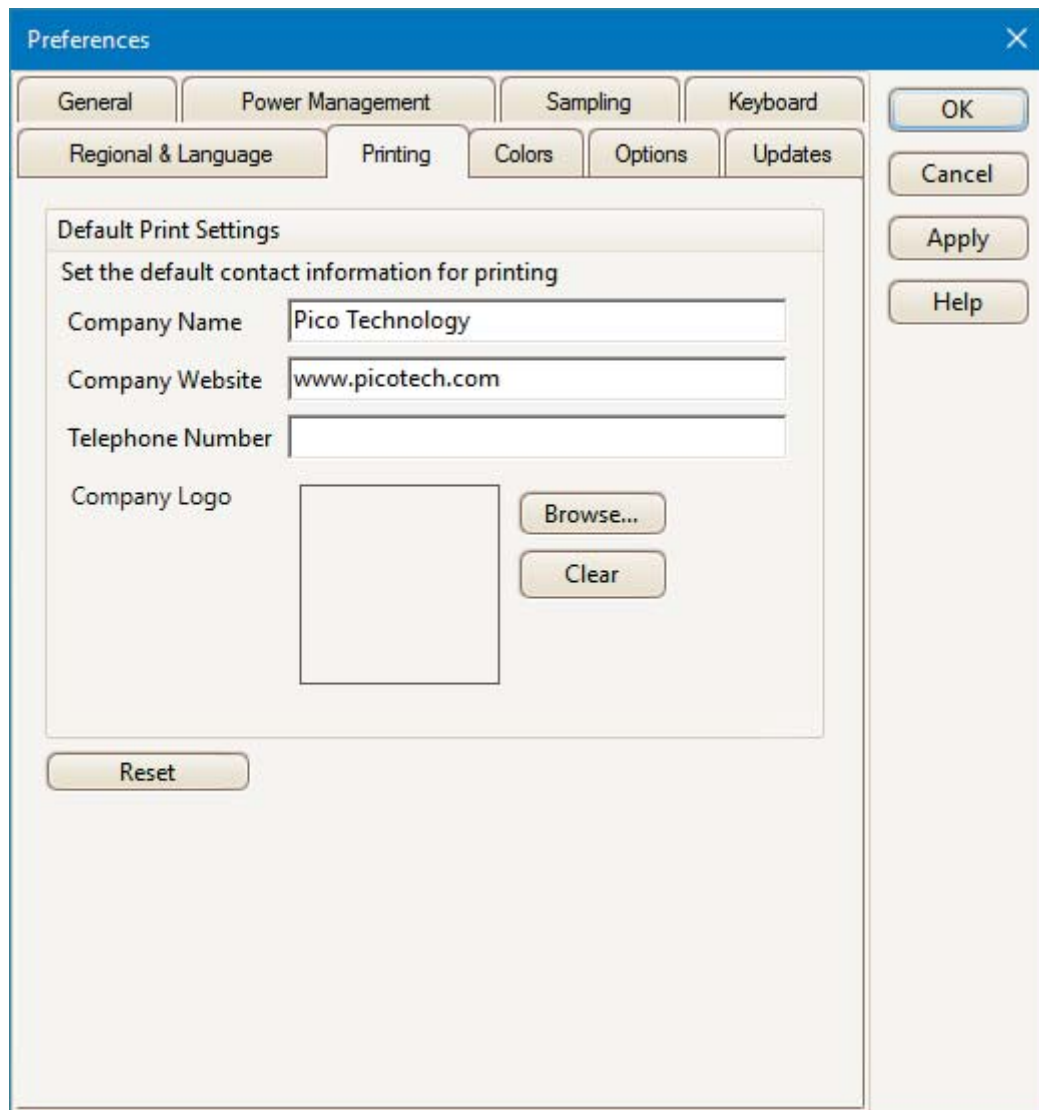 Preferences
General Power Management Sampling Keyboard
Regional & Language Printing Colors Options Updates
OK
Cancel
Apply
Help
Default Print Settings
Set the default contact information for printing
Company Name Pico Technology
Company Website www.picotech.com
Telephone Number
Company Logo
Browse...
Clear
Reset